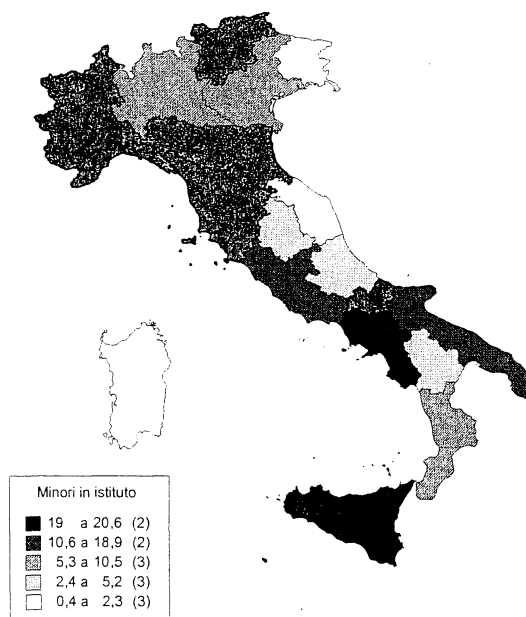 Minori in istituto
19 a 20,6 (2)
10,6 a 18,9 (2)
5,3 a 10,5 (3)
2,4 a 5,2 (3)
0,4 a 2,3 (3)